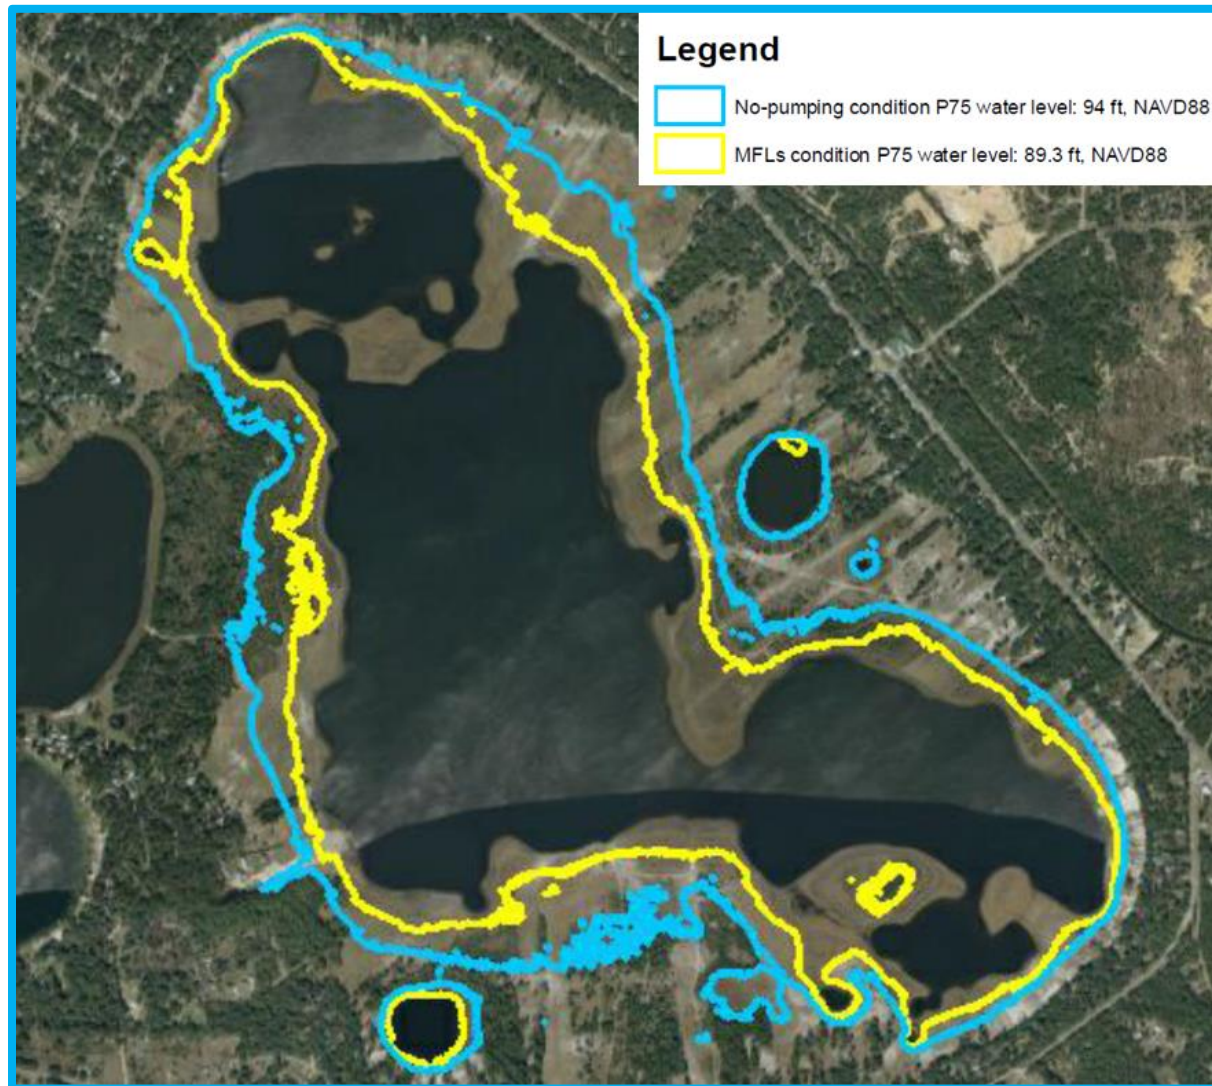 Legend
No-pumping condition P75 water level: 94 ft, NAVD88
MFLs condition P75 water level: 89.3 ft, NAVD88